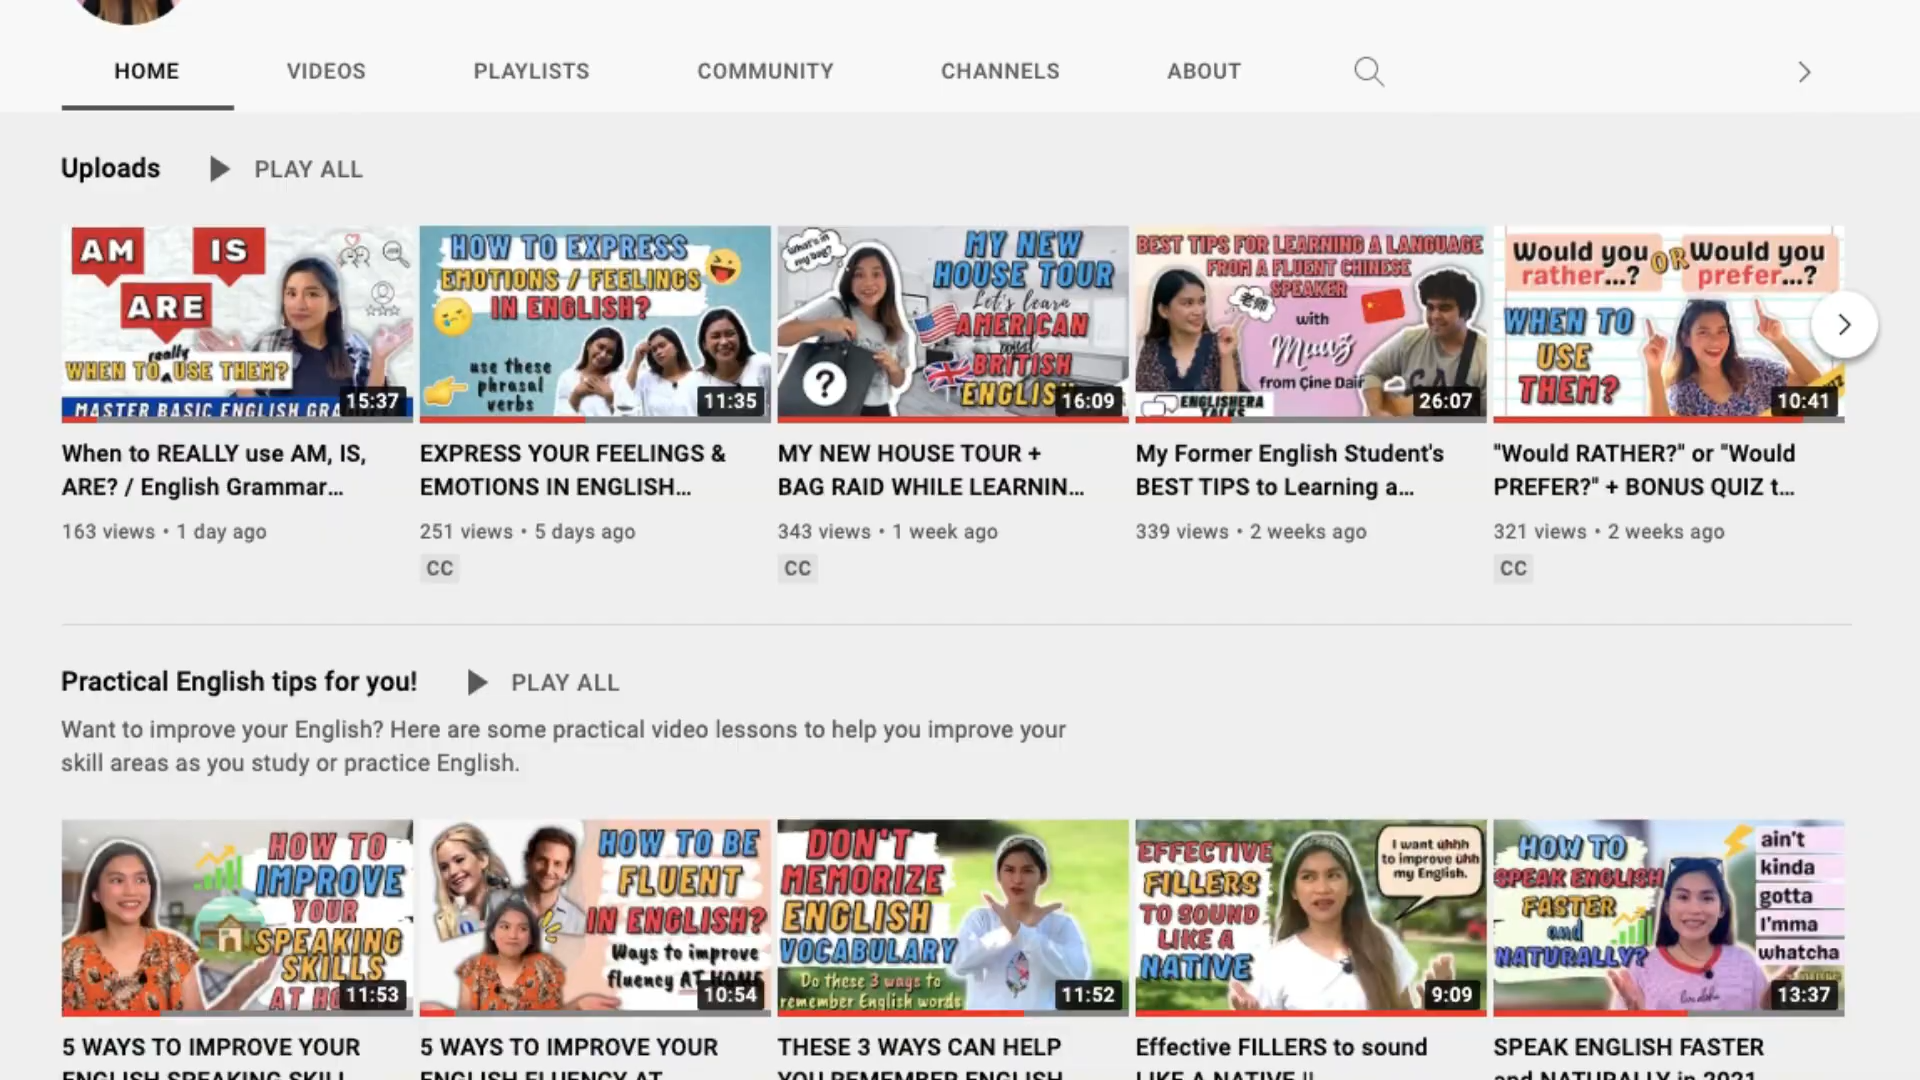 HOME
VIDEOS
PLAYLISTS
COMMUNITY
CHANNELS
ABOUT
Uploads
PLAY ALL
AM
IS
ARE
WHEN TO really USE THEM?
MASTER BASIC ENGLISH GRA
15:37
HOW TO EXPRESS
EMOTIONS / FEELINGS
IN ENGLISH?
use these
phrasal
verbs
11:35
What's in
my bag?
MY NEW
HOUSE TOUR
Let's learn
AMERICAN
and
BRITISH
ENGLIS
?
16:09
BEST TIPS FOR LEARNING A LANGUAGE
FROM A FLUENT CHINESE
SPEAKER
老师
with
Muuz
from Çine Dair
ENGLISHERA
TALKS
26:07
Would you
rather...?
OR
Would you
prefer...?
WHEN TO
USE
THEM?
10:41
When to REALLY use AM, IS,
ARE? / English Grammar...
163 views • 1 day ago
EXPRESS YOUR FEELINGS &
EMOTIONS IN ENGLISH...
251 views • 5 days ago
CC
MY NEW HOUSE TOUR +
BAG RAID WHILE LEARNIN...
343 views • 1 week ago
CC
My Former English Student's
BEST TIPS to Learning a...
339 views • 2 weeks ago
"Would RATHER?" or "Would
PREFER?" + BONUS QUIZ t...
321 views • 2 weeks ago
CC
Practical English tips for you!
PLAY ALL
Want to improve your English? Here are some practical video lessons to help you improve your
skill areas as you study or practice English.
HOW TO
IMPROVE
YOUR
SPEAKING
SKILLS
AT HO
11:53
HOW TO BE
FLUENT
IN ENGLISH?
Ways to improve
fluency AT HOME
10:54
DON'T
MEMORIZE
ENGLISH
VOCABULARY
Do these 3 ways to
remember English words
11:52
EFFECTIVE
FILLERS
TO SOUND
LIKE A
NATIVE
I want uhhh
to improve uhh
my English.
9:09
HOW TO
SPEAK ENGLISH
FASTER
and
NATURALLY?
ain't
kinda
gotta
I'mma
whatcha
13:37
5 WAYS TO IMPROVE YOUR
ENGLISH SPEAKING SKILL
5 WAYS TO IMPROVE YOUR
ENGLISH FLUENCY AT
THESE 3 WAYS CAN HELP
YOU REMEMBER ENGLISH
Effective FILLERS to sound
LIKE A NATIVE !!
SPEAK ENGLISH FASTER
and NATURALLY in 2021